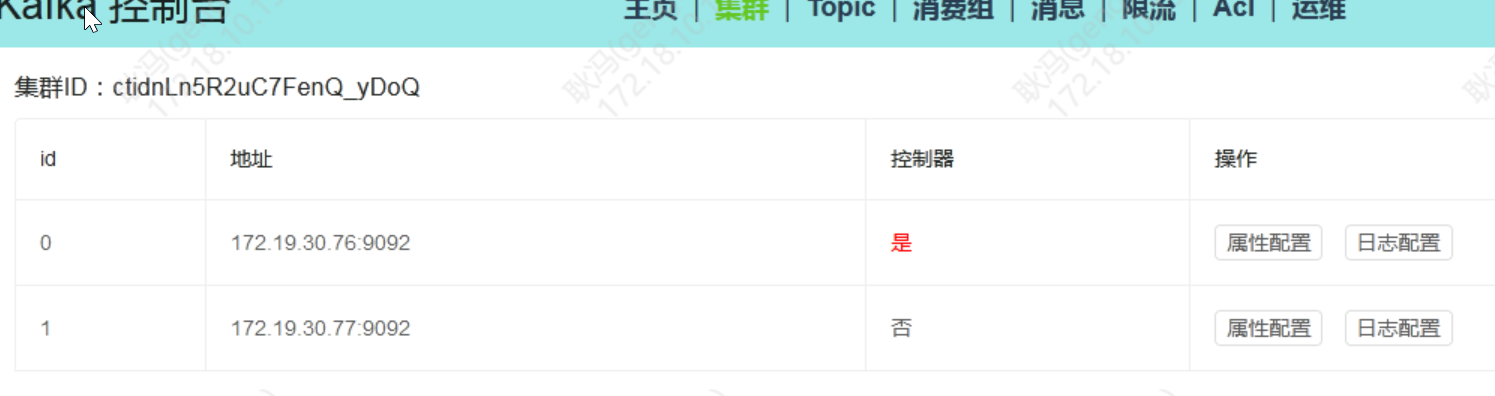 Kafka 控制台
主页 | 集群 | Topic | 消费组 | 消息 | 限流 | Acl | 运维
集群ID：ctidnLn5R2uC7FenQ_yDoQ
id 地址 控制器 操作
0 172.19.30.76:9092 是 属性配置 日志配置
1 172.19.30.77:9092 否 属性配置 日志配置